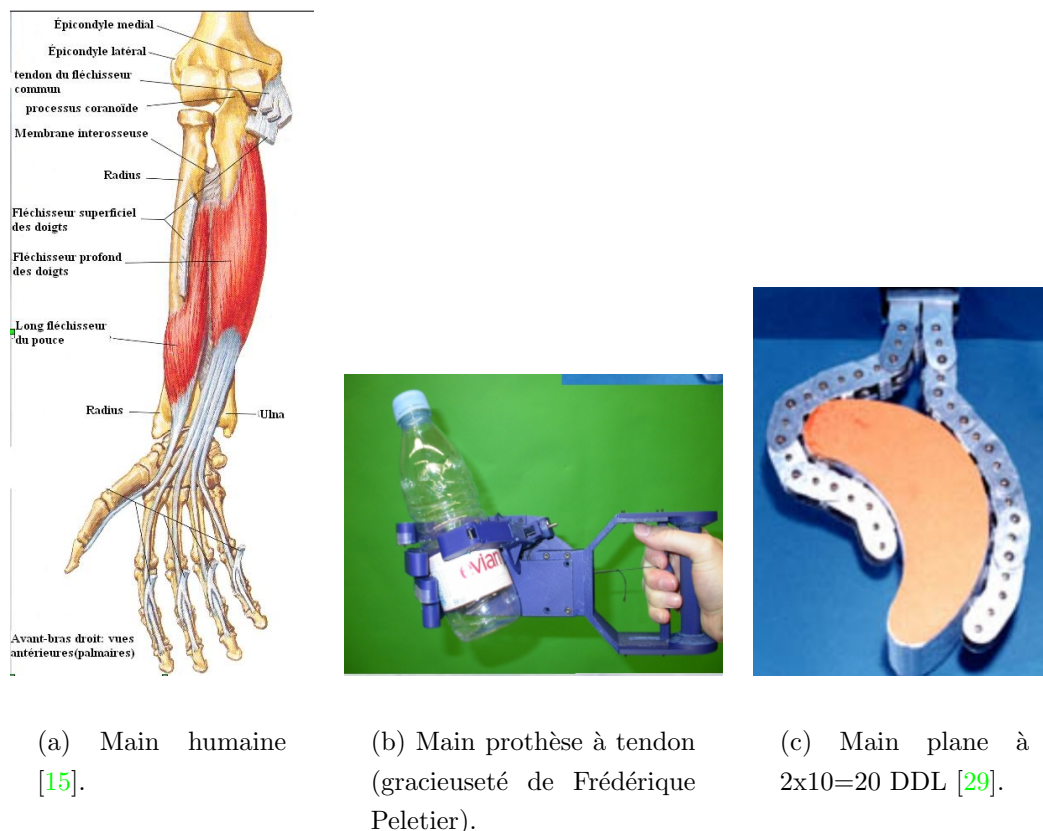 Épicondyle medial
Épicondyle latéral
tendon du fléchisseur
commun
processus coranoïde
Membrane interosseuse
Radius
Fléchisseur superficiel
des doigts
Fléchisseur profond
des doigts
Long fléchisseur
du pouce
Radius
Ulna
Avant-bras droit: vues
antérieures(palmaires)
evian
(a) Main humaine
[15].
(b) Main prothèse à tendon
(gracieuseté de Frédérique
Peletier).
(c) Main plane à
2x10=20 DDL [29].